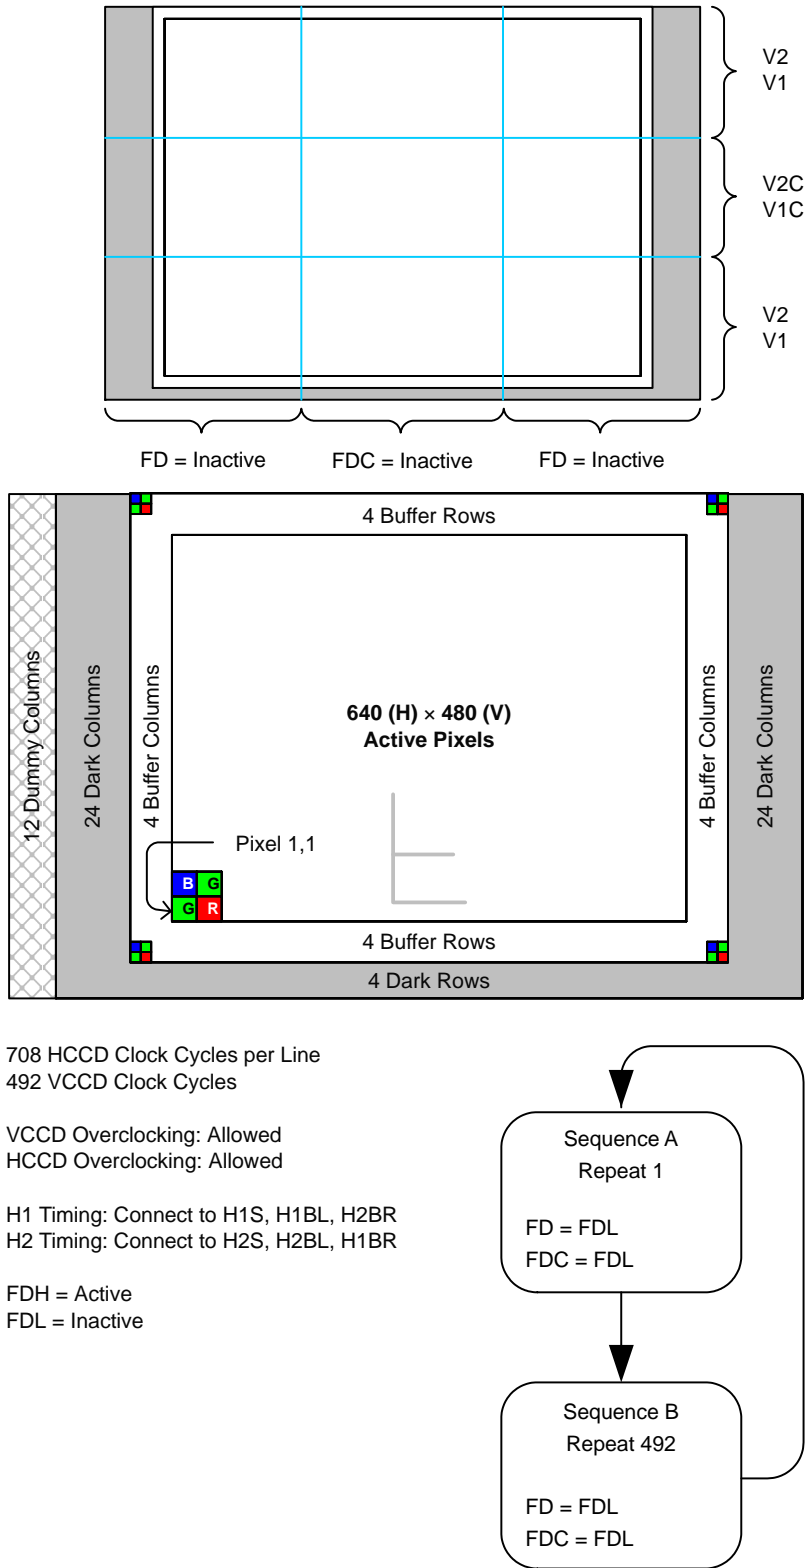 V2
V1
V2C
V1C
V2
V1
FD = Inactive FDC = Inactive FD = Inactive
4 Buffer Rows
12 Dummy Columns
24 Dark Columns
4 Buffer Columns
640 (H) × 480 (V)
Active Pixels
4 Buffer Columns
24 Dark Columns
Pixel 1,1
B G
G R
4 Buffer Rows
4 Dark Rows
708 HCCD Clock Cycles per Line
492 VCCD Clock Cycles
VCCD Overclocking: Allowed
HCCD Overclocking: Allowed
H1 Timing: Connect to H1S, H1BL, H2BR
H2 Timing: Connect to H2S, H2BL, H1BR
FDH = Active
FDL = Inactive
Sequence A
Repeat 1
FD = FDL
FDC = FDL
Sequence B
Repeat 492
FD = FDL
FDC = FDL